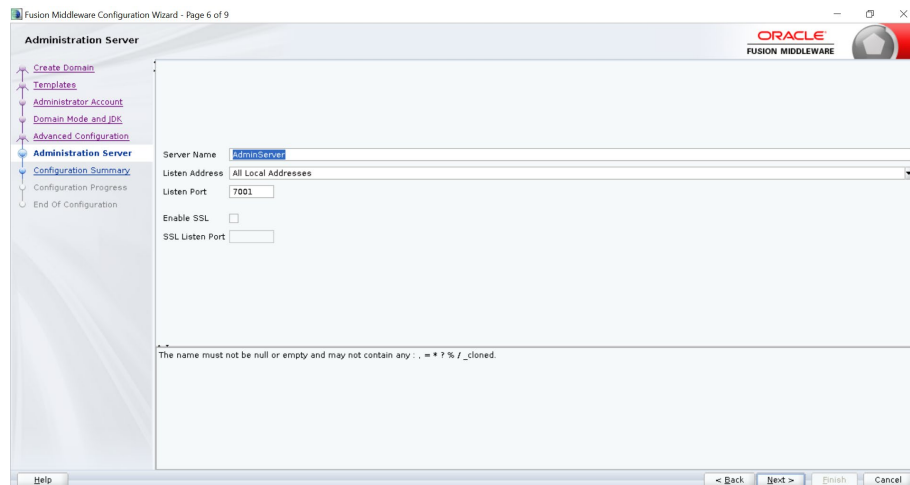 Fusion Middleware Configuration Wizard - Page 6 of 9
Administration Server
ORACLE
FUSION MIDDLEWARE
Create Domain
Templates
Administrator Account
Domain Mode and JDK
Advanced Configuration
Administration Server
Configuration Summary
Configuration Progress
End Of Configuration
Server Name AdminServer
Listen Address All Local Addresses
Listen Port 7001
Enable SSL
SSL Listen Port
The name must not be null or empty and may not contain any : , = * ? % / _cloned.
Help < Back Next > Finish Cancel